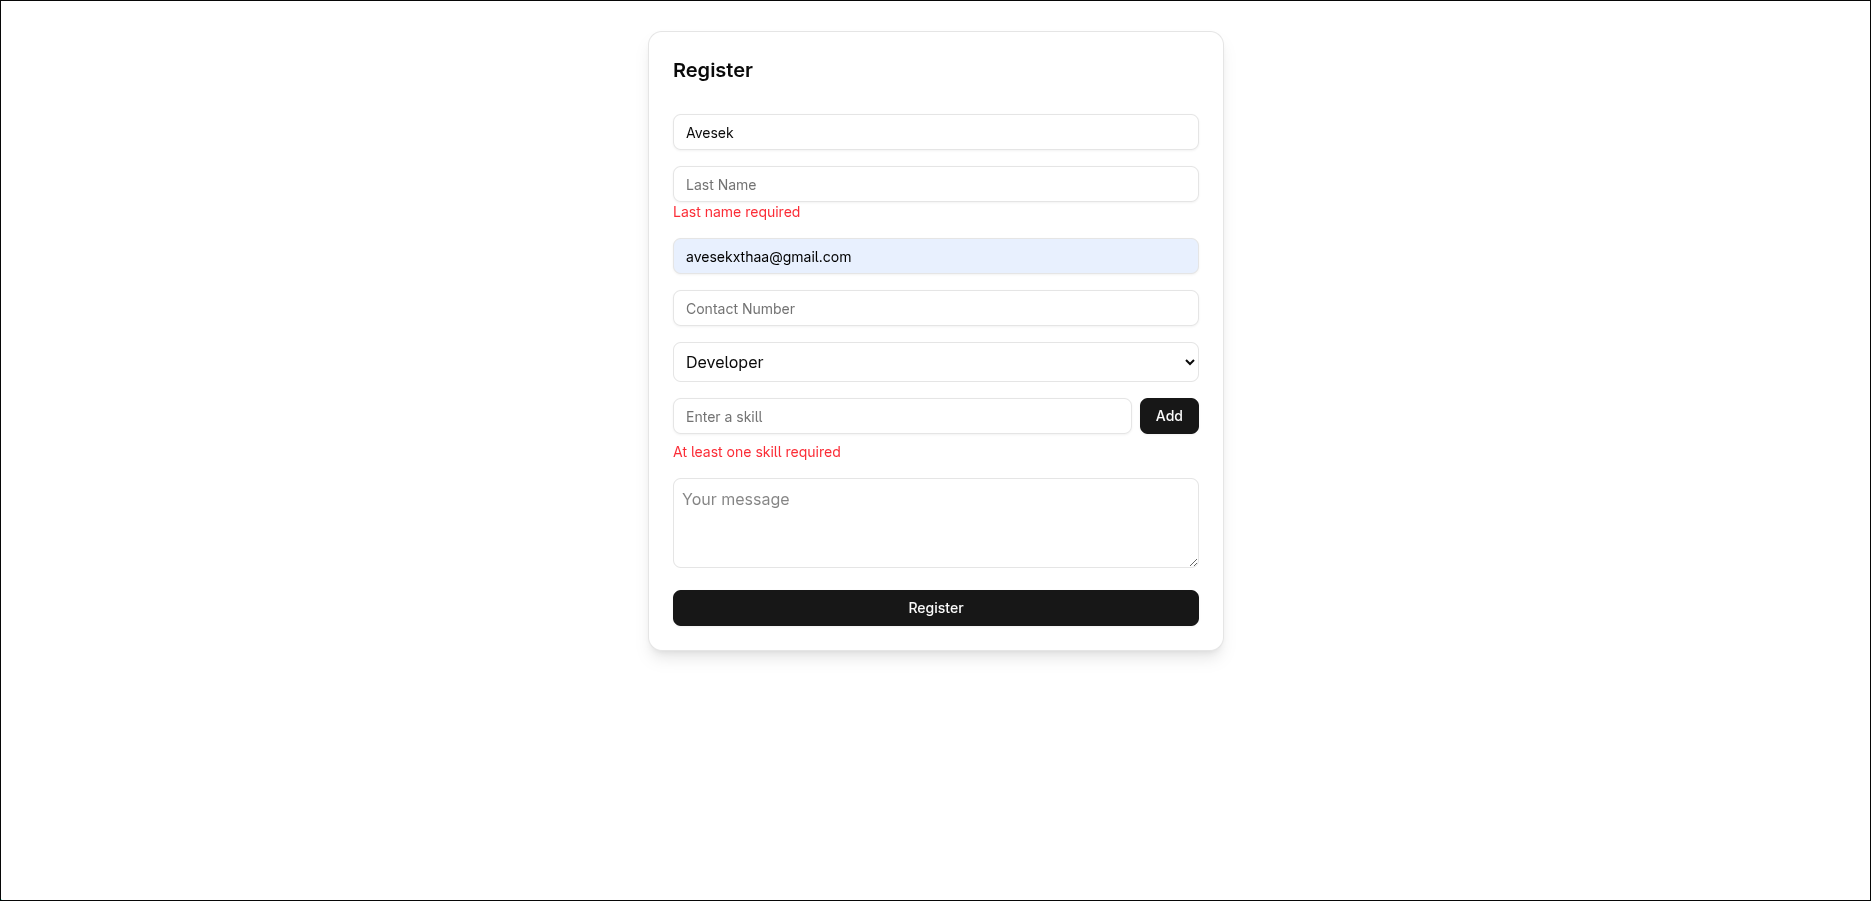 Register
Avesek
Last Name
Last name required
avesekxthaa@gmail.com
Contact Number
Developer
Enter a skill
Add
At least one skill required
Your message
Register